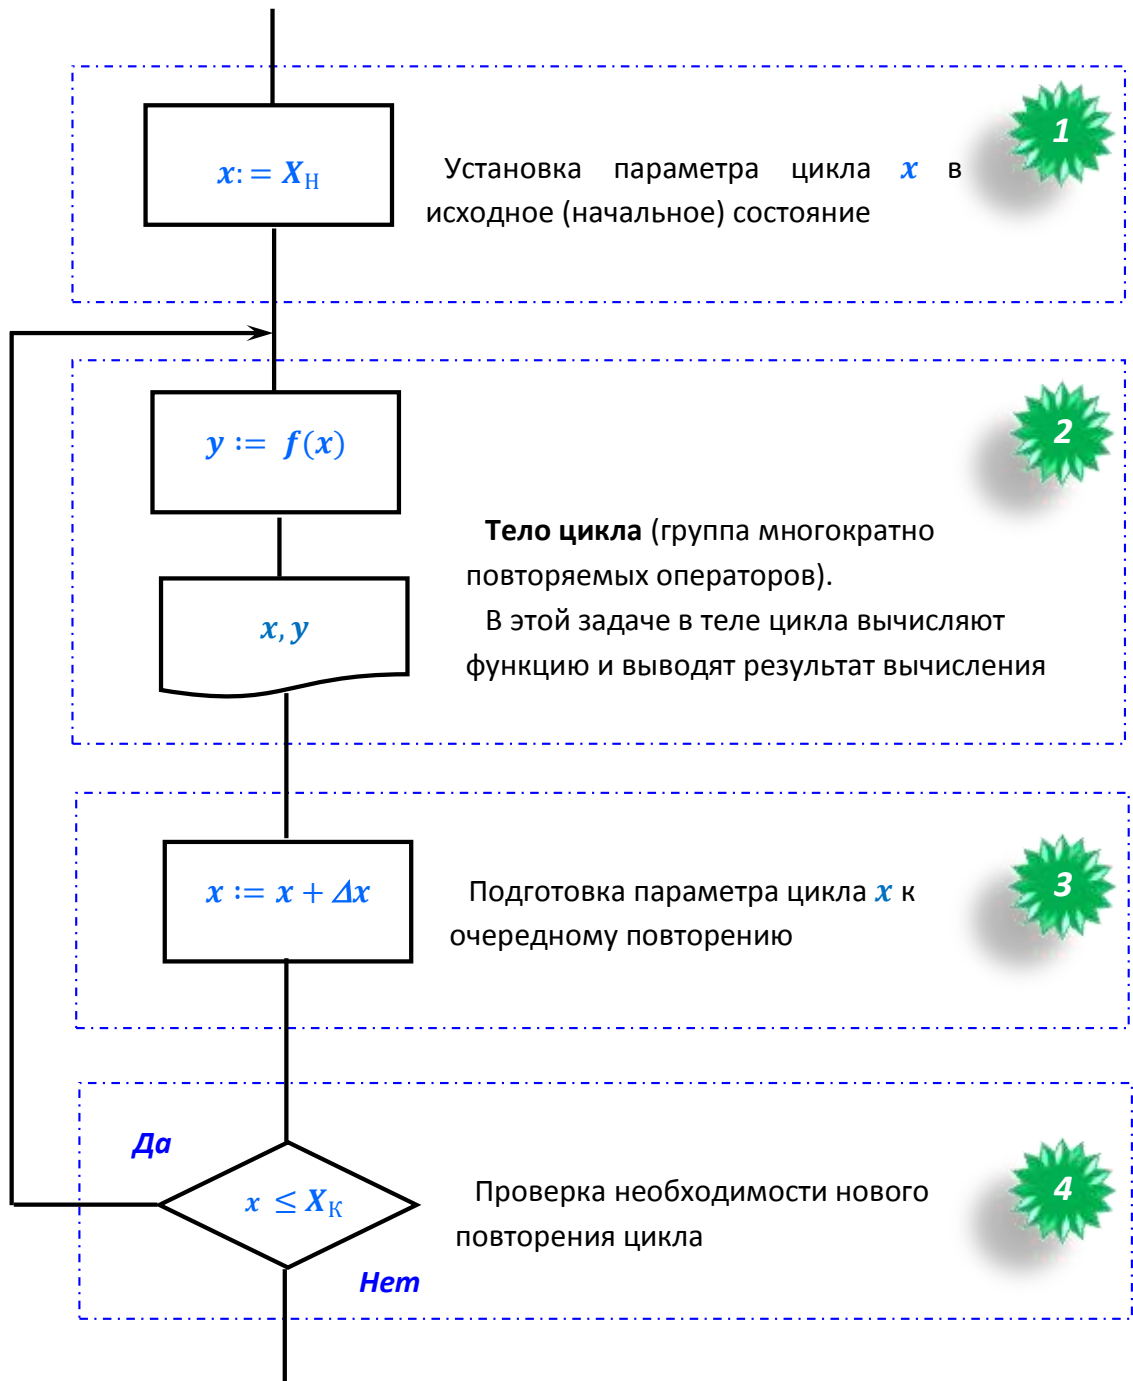 x: = Xн
Установка параметра цикла x в
исходное (начальное) состояние
1
y := f(x)
x, y
2
Тело цикла (группа многократно
повторяемых операторов).
В этой задаче в теле цикла вычисляют
функцию и выводят результат вычисления
x := x + Δx
Подготовка параметра цикла x к
очередному повторению
3
Да
x ≤ Xк
Нет
Проверка необходимости нового
повторения цикла
4